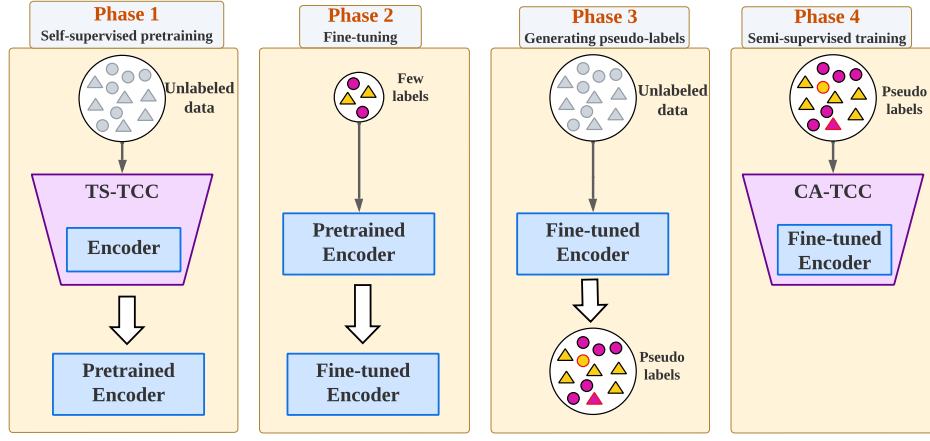 Phase 1
Self-supervised pretraining
Unlabeled
data
TS-TCC
Encoder
Pretrained
Encoder
Phase 2
Fine-tuning
Few
labels
Pretrained
Encoder
Fine-tuned
Encoder
Phase 3
Generating pseudo-labels
Unlabeled
data
Fine-tuned
Encoder
Pseudo
labels
Phase 4
Semi-supervised training
Pseudo
labels
CA-TCC
Fine-tuned
Encoder